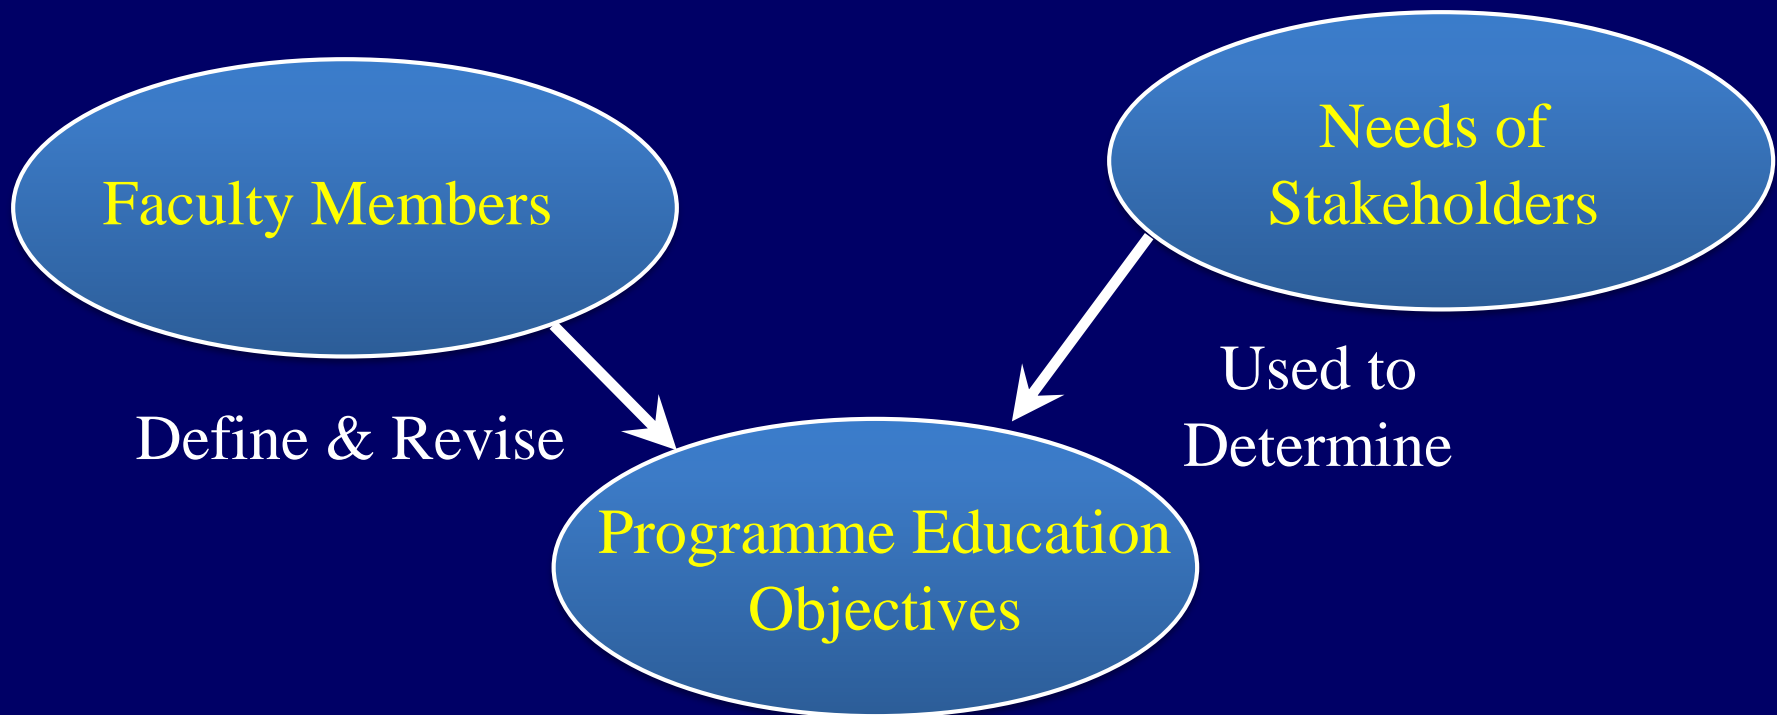 Faculty Members
Needs of
Stakeholders
Define & Revise
Used to
Determine
Programme Education
Objectives